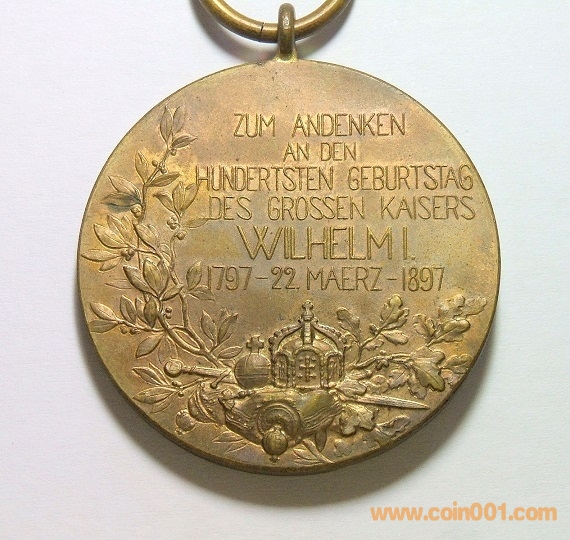 ZUM ANDENKEN
AN DEN
HUNDERTSTEN GEBURTSTAG
DES GROSSEN KAISERS
WILHELM I.
1797 - 22. MAERZ - 1897
www.coin001.com